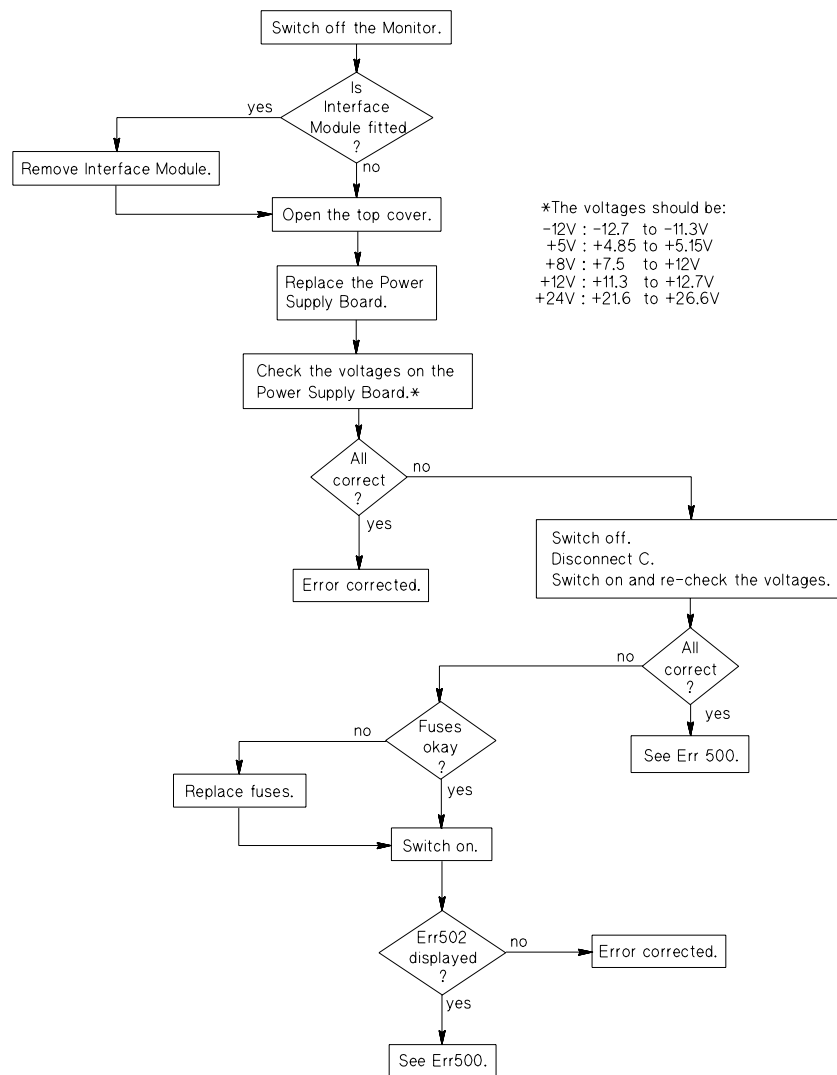 Switch off the Monitor.
Is
Interface
Module fitted
?
yes
no
Remove Interface Module.
Open the top cover.
*The voltages should be:
-12V : -12.7 to -11.3V
+5V : +4.85 to +5.15V
+8V : +7.5 to +12V
+12V : +11.3 to +12.7V
+24V : +21.6 to +26.6V
Replace the Power
Supply Board.
Check the voltages on the
Power Supply Board.*
All
correct
?
no
yes
Error corrected.
Switch off.
Disconnect C.
Switch on and re-check the voltages.
All
correct
?
no
yes
See Err 500.
Fuses
okay
?
no
yes
Replace fuses.
Switch on.
Err502
displayed
?
no
Error corrected.
yes
See Err500.